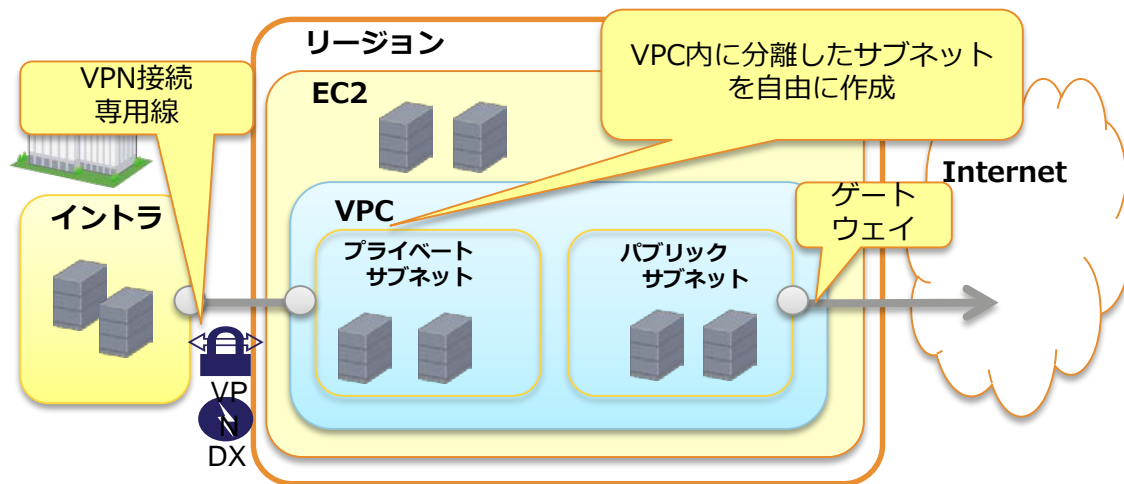 リージョン
VPN接続
専用線
VPC内に分離したサブネット
を自由に作成
EC2
Internet
イントラ
VPC
ゲート
ウェイ
プライベート
サブネット
パブリック
サブネット
VP
N
DX